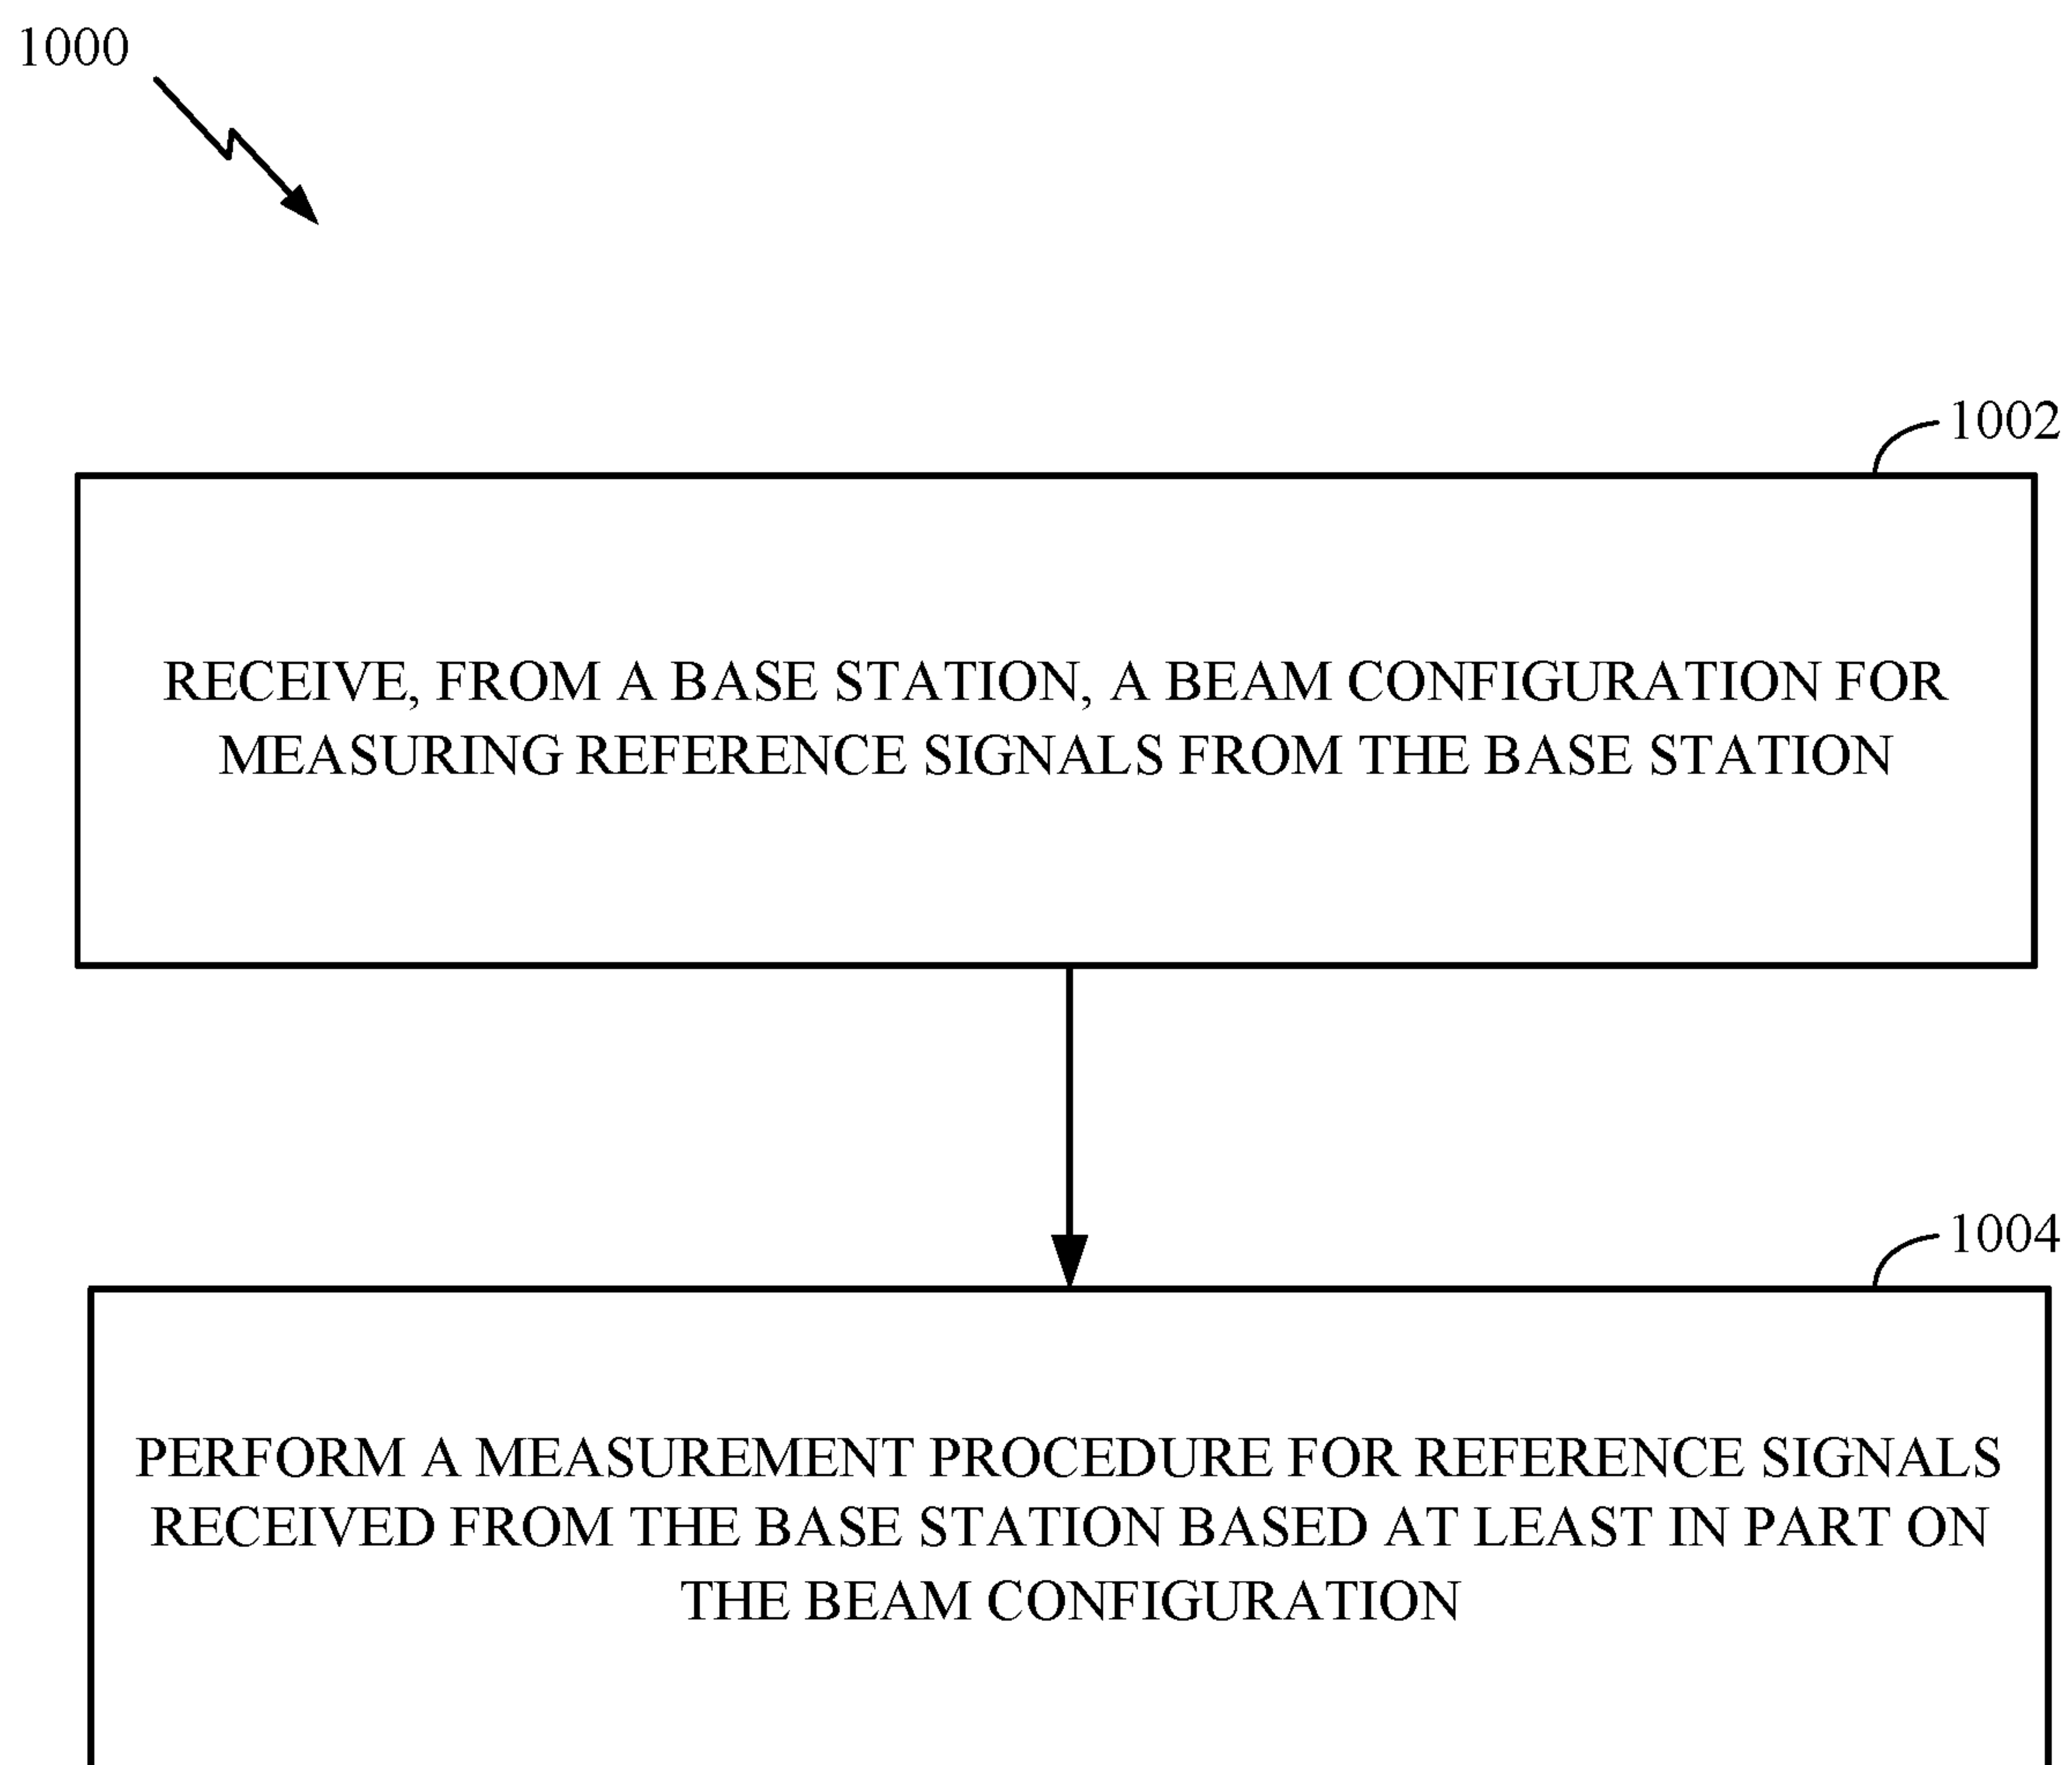 1000
1002
RECEIVE, FROM A BASE STATION, A BEAM CONFIGURATION FOR
MEASURING REFERENCE SIGNALS FROM THE BASE STATION
1004
PERFORM A MEASUREMENT PROCEDURE FOR REFERENCE SIGNALS
RECEIVED FROM THE BASE STATION BASED AT LEAST IN PART ON
THE BEAM CONFIGURATION